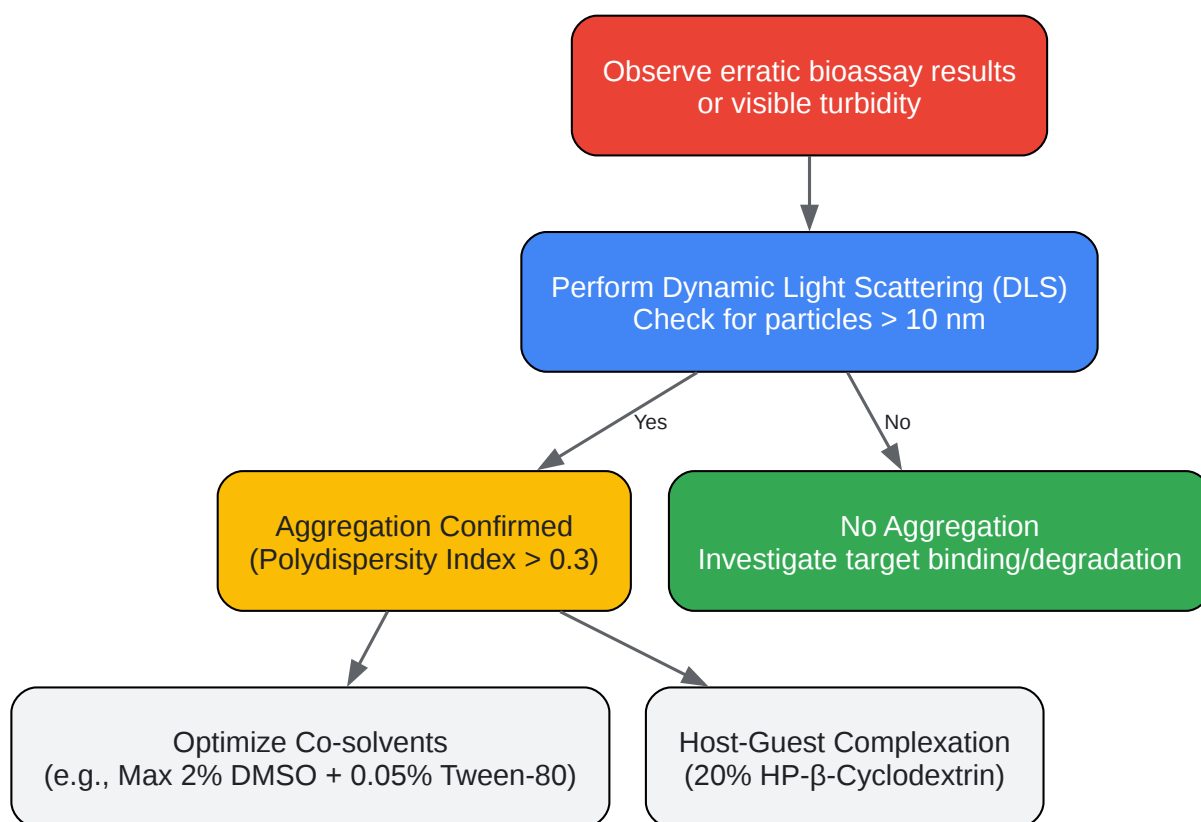 Observe erratic bioassay results
or visible turbidity
Perform Dynamic Light Scattering (DLS)
Check for particles > 10 nm
Yes
No
Aggregation Confirmed
(Polydispersity Index > 0.3)
No Aggregation
Investigate target binding/degradation
Optimize Co-solvents
(e.g., Max 2% DMSO + 0.05% Tween-80)
Host-Guest Complexation
(20% HP-β-Cyclodextrin)